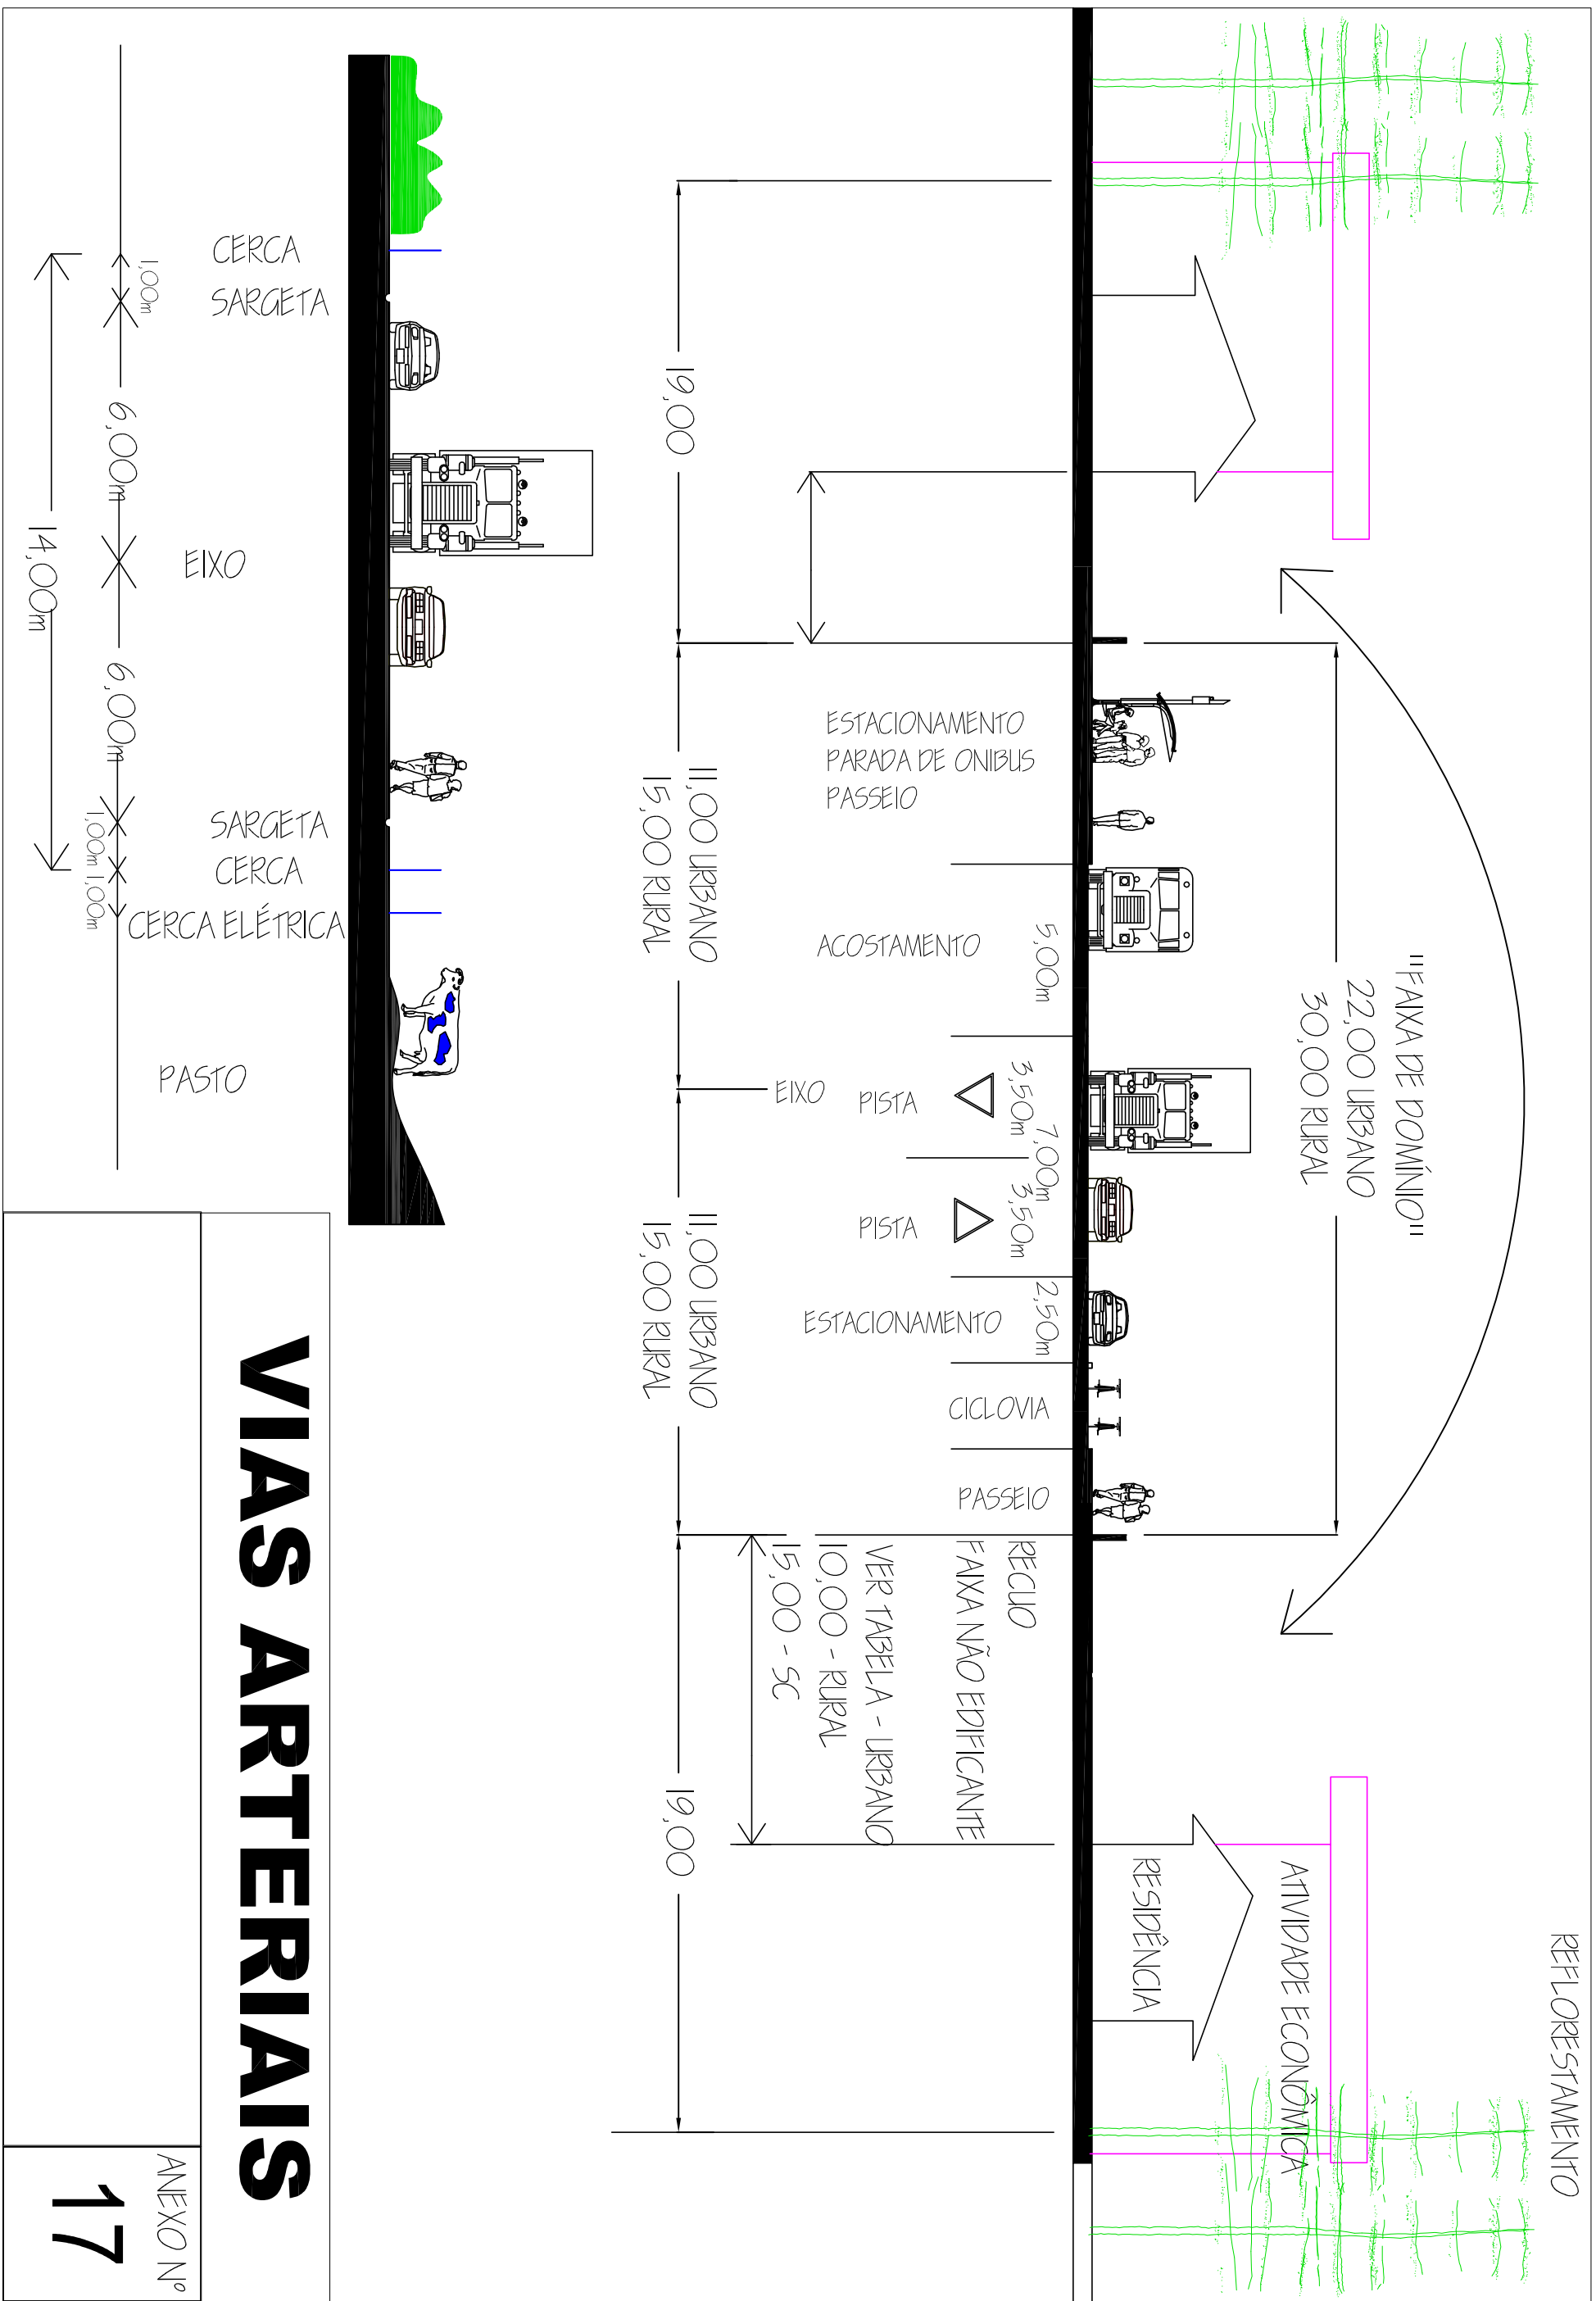 REFLORESTAMENTO
ATIVIDADE ECONÔMICA
RESIDÊNCIA
"FAIXA DE DOMÍNIO"
22,00 URBANO
30,00 RURAL
5,00m
3,50m
7,00m
3,50m
2,50m
ESTACIONAMENTO
PARADA DE ONIBUS
PASSEIO
ACOSTAMENTO
PISTA
PISTA
ESTACIONAMENTO
CICLOVIA
PASSEIO
EIXO
RECUO
FAIXA NÃO EDIFICANTE
VER TABELA - URBANO
10,00 - RURAL
15,00 - SC
19,00
11,00 URBANO
15,00 RURAL
11,00 URBANO
15,00 RURAL
19,00
CERCA
SARGETA
EIXO
SARGETA
CERCA
CERCA ELÉTRICA
PASTO
1,00m
6,00m
6,00m
1,00m
1,00m
14,00m
VIAS ARTERIAIS
ANEXO Nº
17